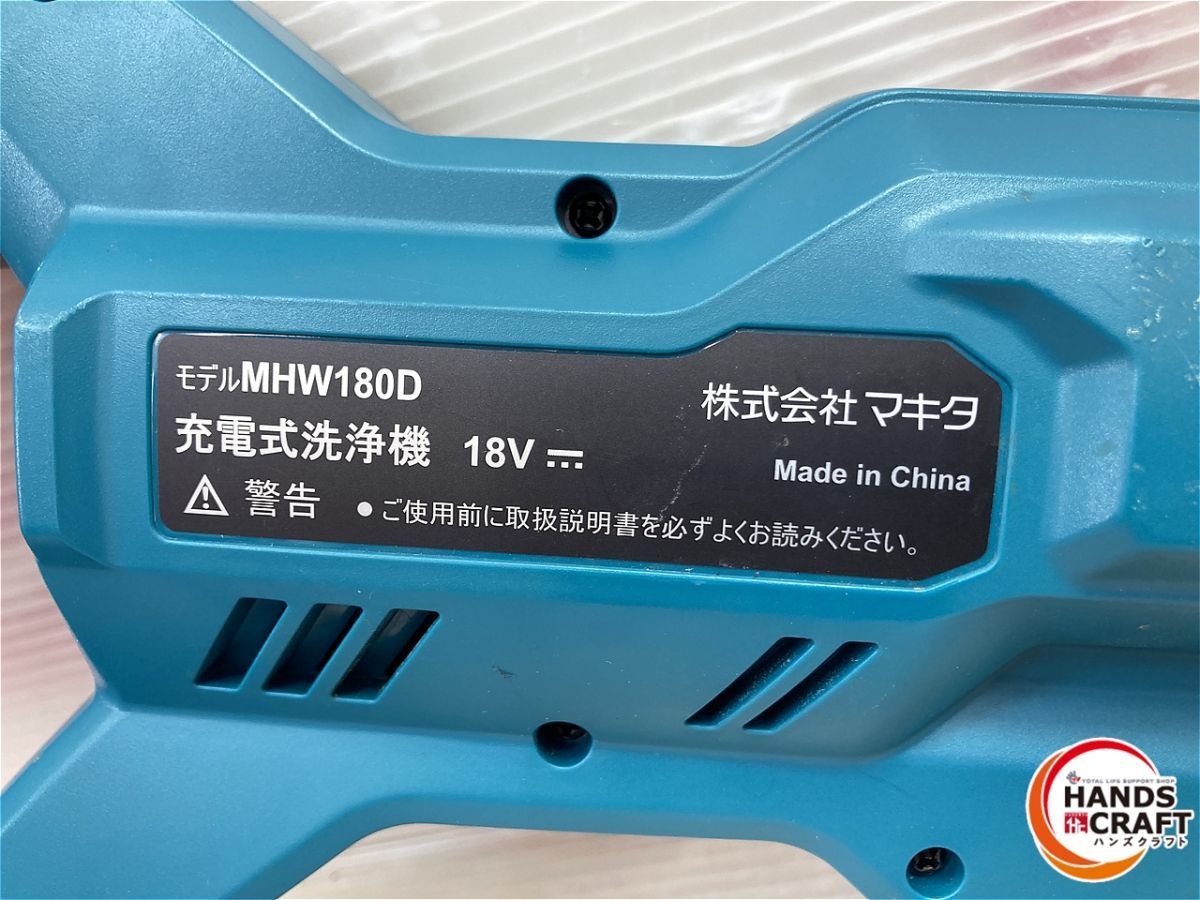 モデルMHW180D
充電式洗浄機 18V
警告 ●ご使用前に取扱説明書を必ずよくお読みください。
株式会社マキタ
Made in China
TOTAL LIFE SUPPORT SHOP
HANDS
CRAFT
ハンズクラフト